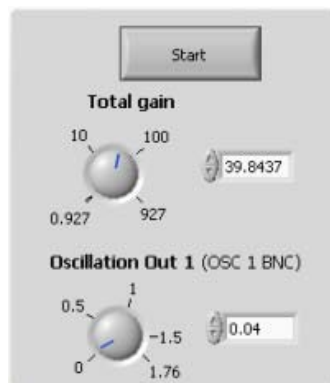 Start
Total gain
10 100
39.8437
0.927 927
Oscillation Out 1 (OSC 1 BNC)
1
0.5
-1.5
0.04
0 1.76